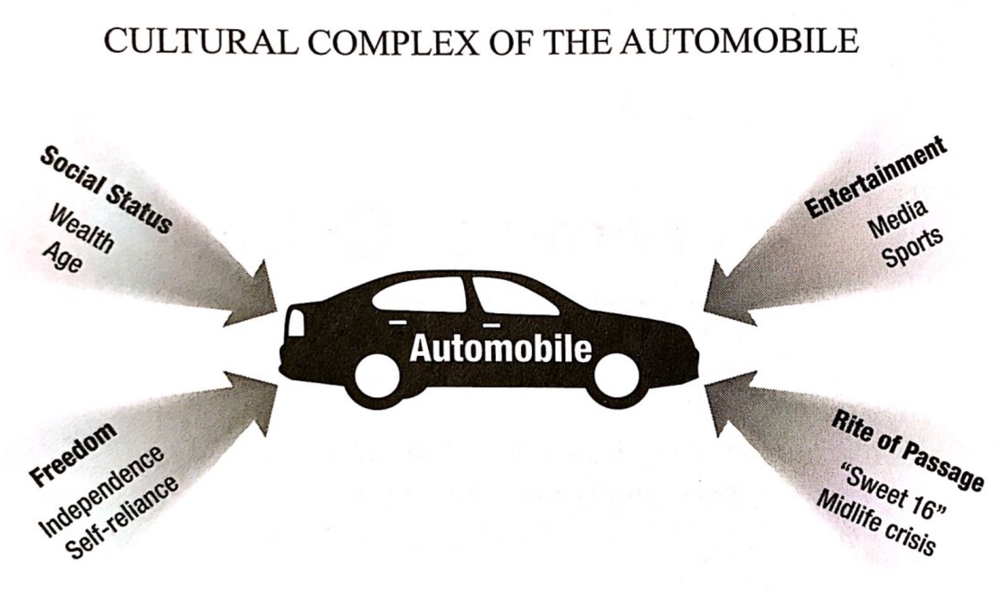 CULTURAL COMPLEX OF THE AUTOMOBILE
Social Status
Wealth
Age
Entertainment
Media
Sports
Automobile
Freedom
Independence
Self-reliance
Rite of Passage
“Sweet 16”
Midlife crisis